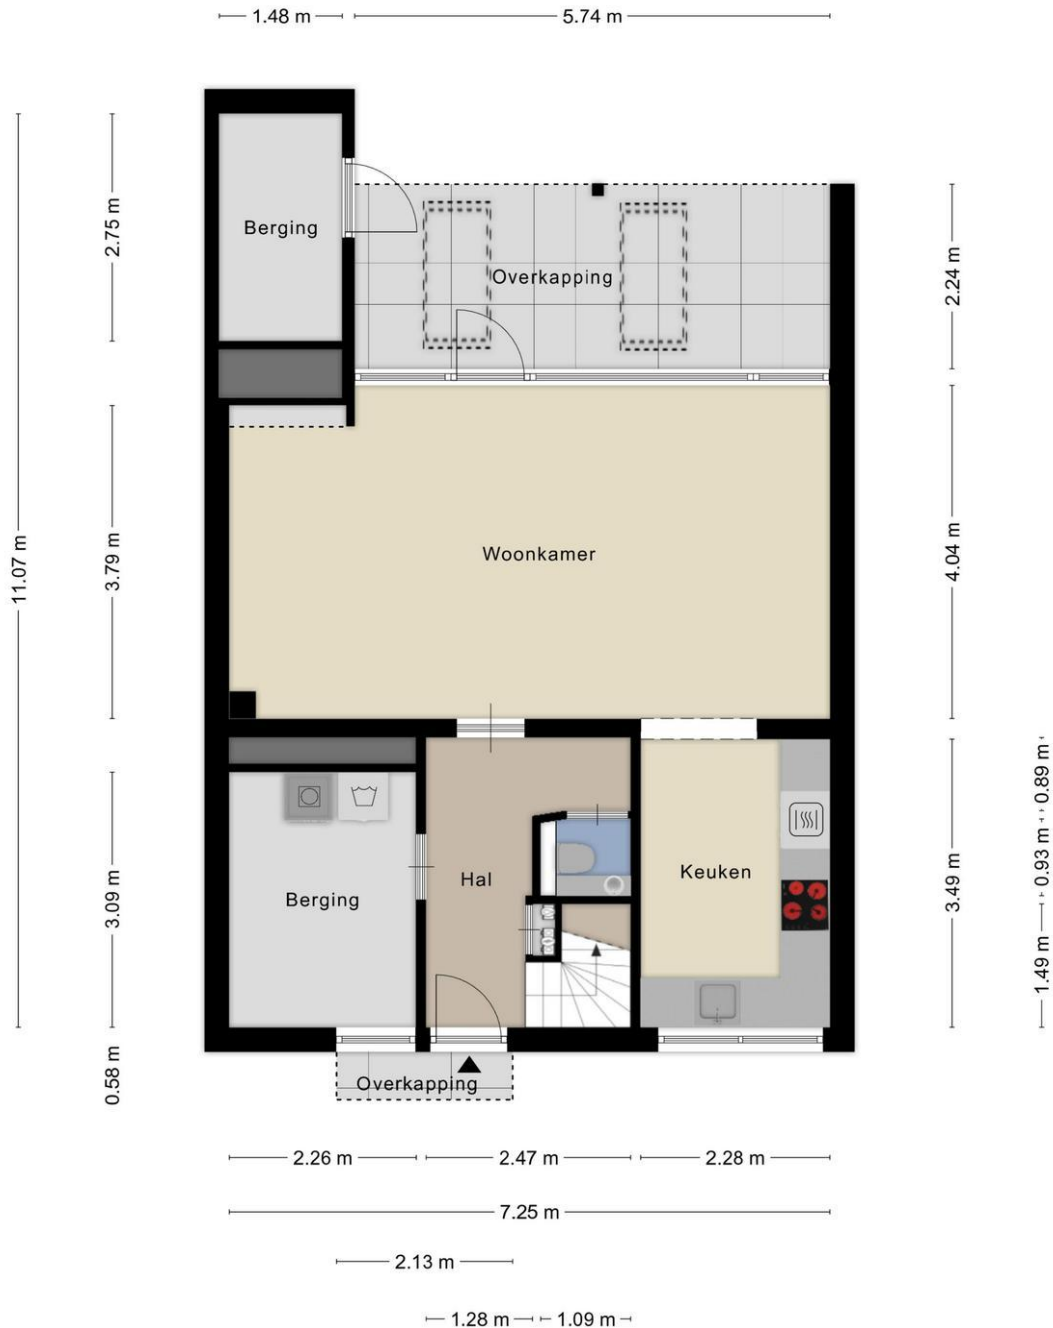 1.48 m
5.74 m
Berging
Overkapping
2.75 m
2.24 m
11.07 m
3.79 m
Woonkamer
4.04 m
Berging
Hal
Keuken
3.09 m
3.49 m
0.89 m
0.93 m
1.49 m
Overkapping
0.58 m
2.26 m
2.47 m
2.28 m
7.25 m
2.13 m
1.28 m
1.09 m